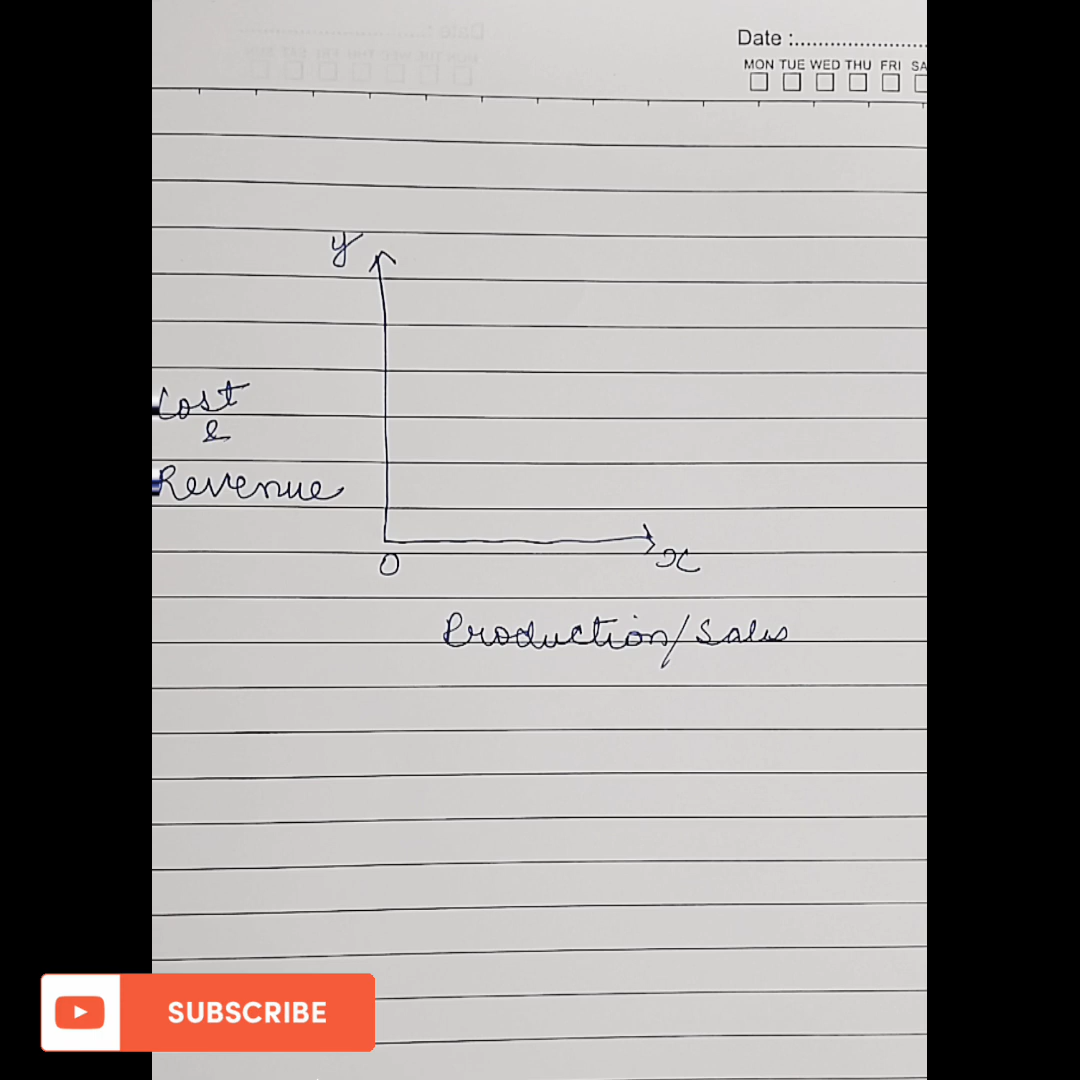 Date :........................
MON TUE WED THU FRI SA
y
Cost
&
Revenue
O
x
Production/Sales
SUBSCRIBE